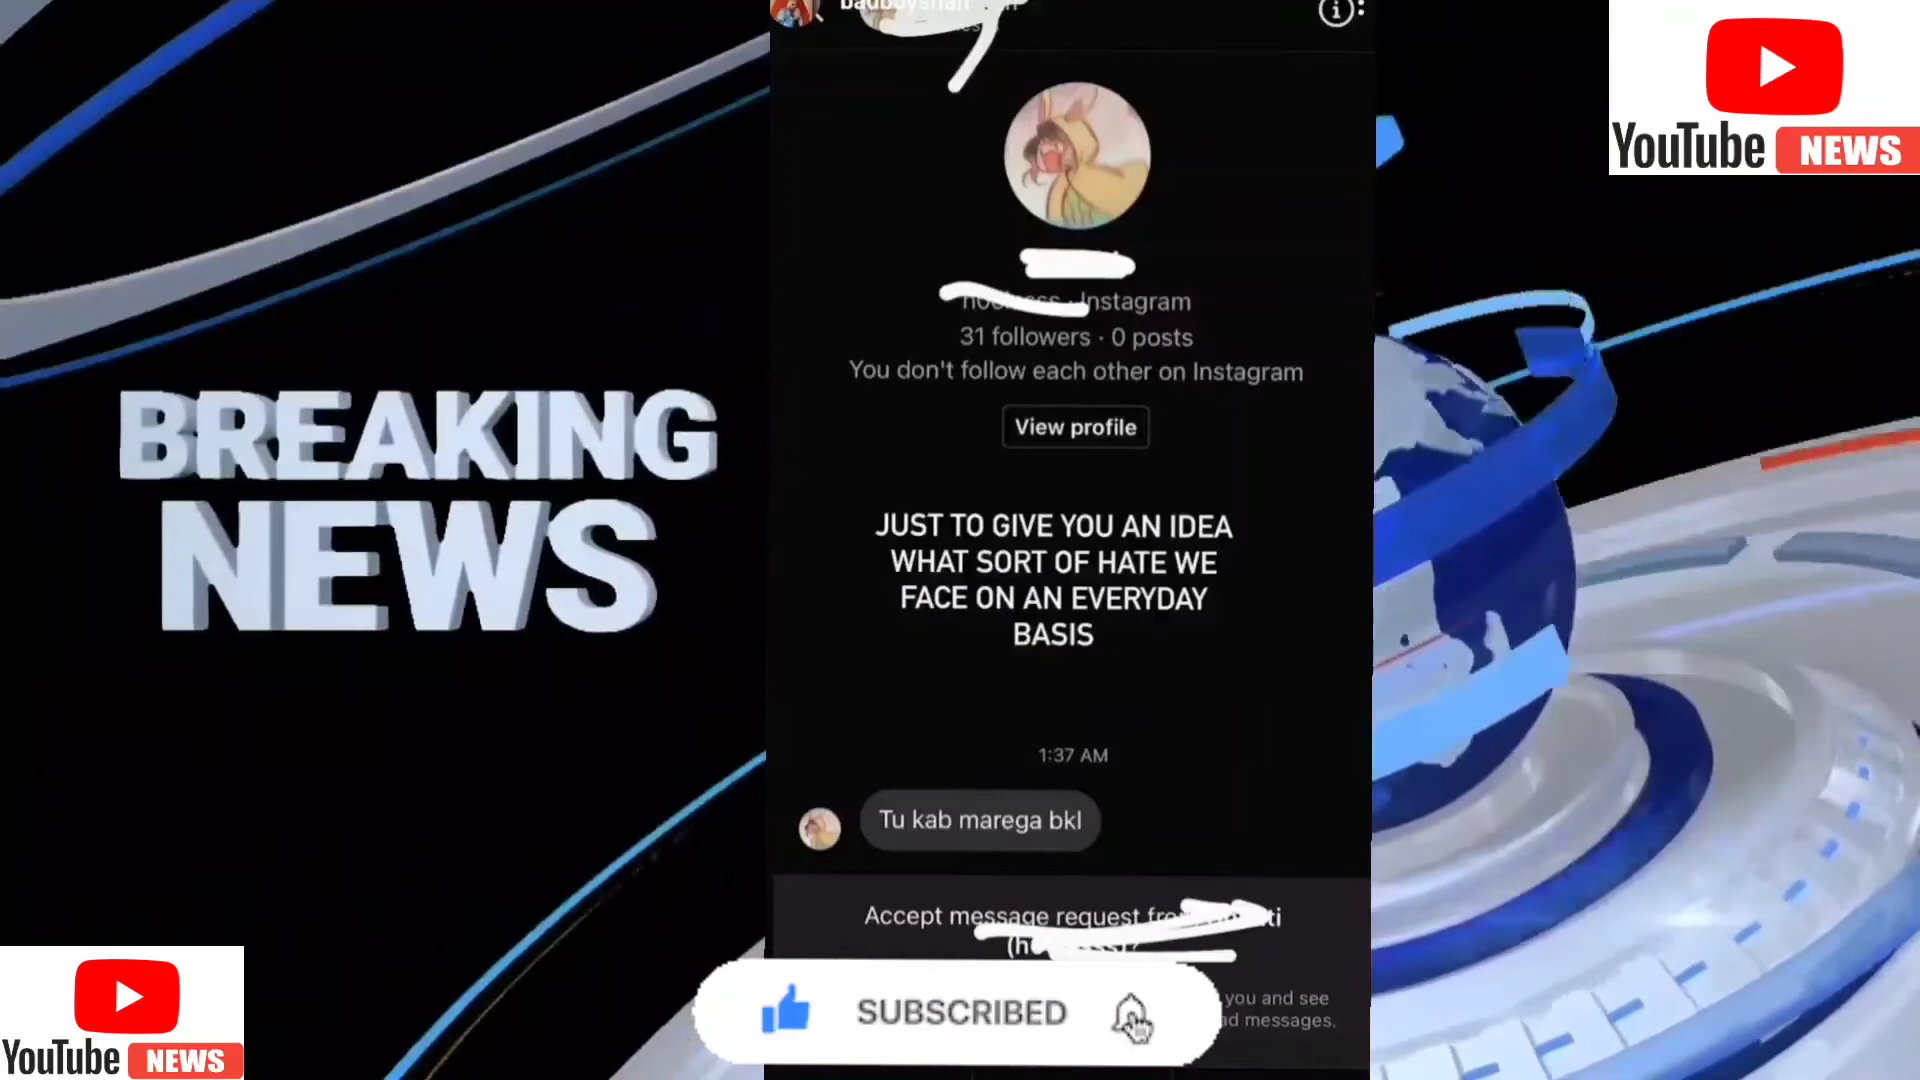 YouTube NEWS
BREAKING
NEWS
Instagram
31 followers · 0 posts
You don't follow each other on Instagram
View profile
JUST TO GIVE YOU AN IDEA
WHAT SORT OF HATE WE
FACE ON AN EVERYDAY
BASIS
1:37 AM
Tu kab marega bkl
Accept message request
you and see
messages.
SUBSCRIBED
YouTube NEWS